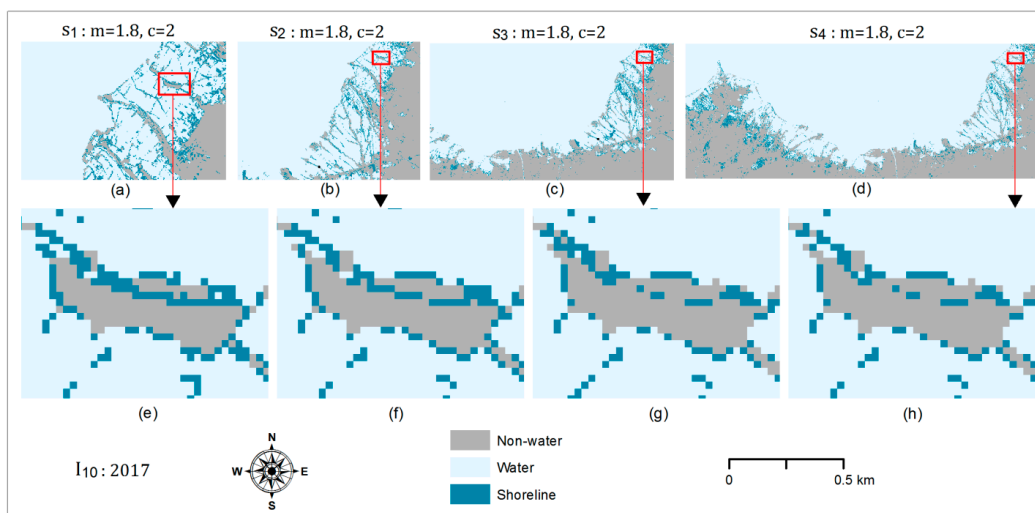 S1 : m=1.8, c=2
S2 : m=1.8, c=2
S3 : m=1.8, c=2
S4 : m=1.8, c=2
(a)
(b)
(c)
(d)
(e)
(f)
(g)
(h)
I10 : 2017
N
W E
S
Non-water
Water
Shoreline
0 0.5 km